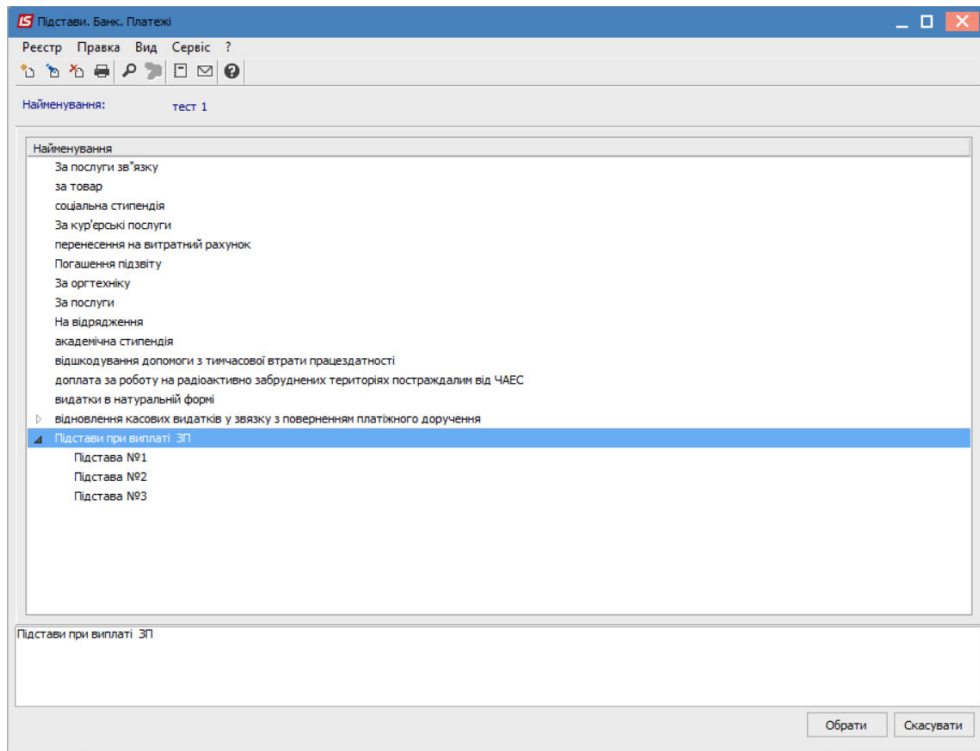 IS Підстави. Банк. Платежі
Реєстр Правка Вид Сервіс ?
Найменування: тест 1
Найменування
За послуги зв"язку
за товар
соціальна стипендія
За кур'єрські послуги
перенесення на витратний рахунок
Погашення підзвіту
За оргтехніку
За послуги
На відрядження
академічна стипендія
відшкодування допомоги з тимчасової втрати працездатності
доплата за роботу на радіоактивно забруднених територіях постраждалим від ЧАЕС
видатки в натуральній формі
відновлення касових видатків у звязку з поверненням платіжного доручення
Підстави при виплаті ЗП
Підстава №1
Підстава №2
Підстава №3
Підстави при виплаті ЗП
Обрати Скасувати